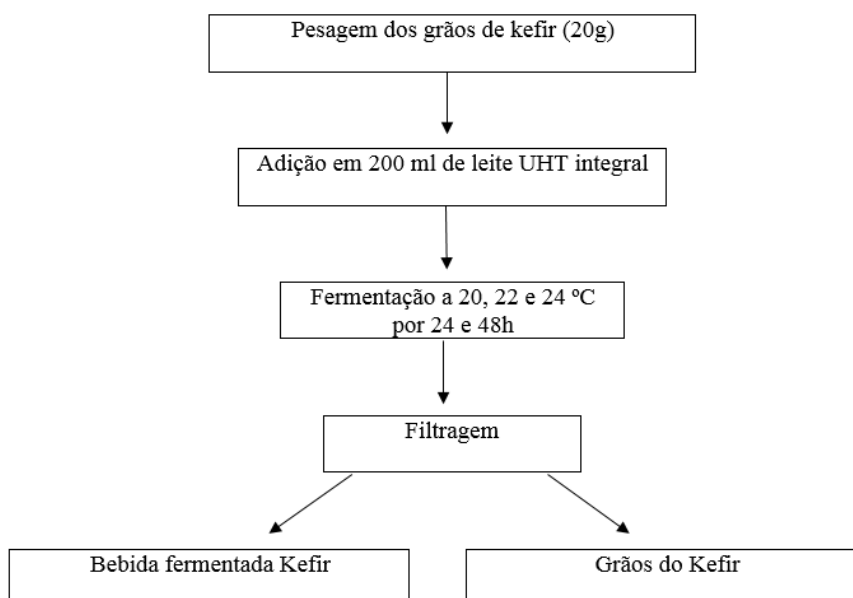 Pesagem dos grãos de kefir (20g)
Adição em 200 ml de leite UHT integral
Fermentação a 20, 22 e 24 ºC
por 24 e 48h
Filtragem
Bebida fermentada Kefir
Grãos do Kefir